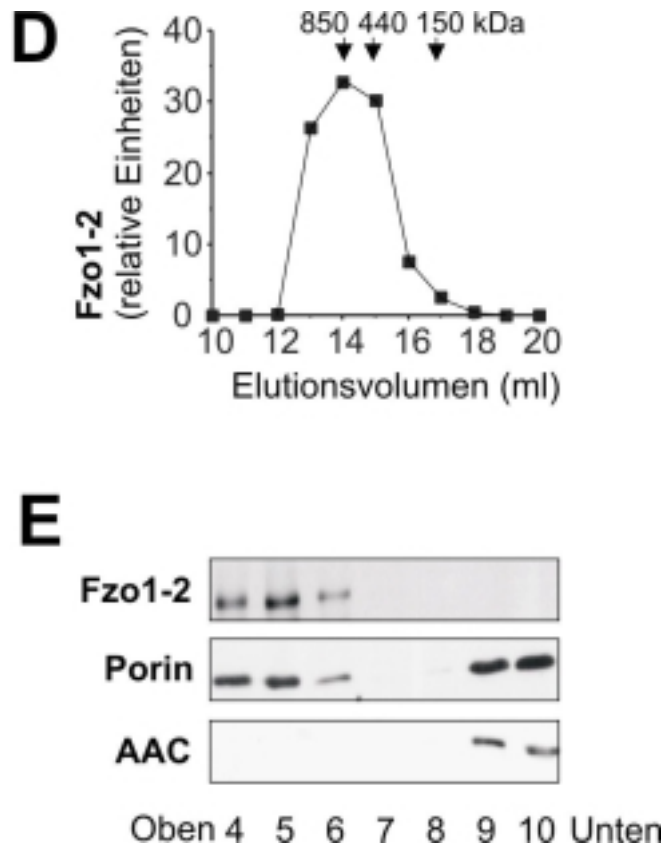 D
850 440 150 kDa
40
30
20
10
0
10 12 14 16 18 20
Fzo1-2
(relative Einheiten)
Elutionsvolumen (ml)
E
Fzo1-2
Porin
AAC
Oben 4 5 6 7 8 9 10 Unten